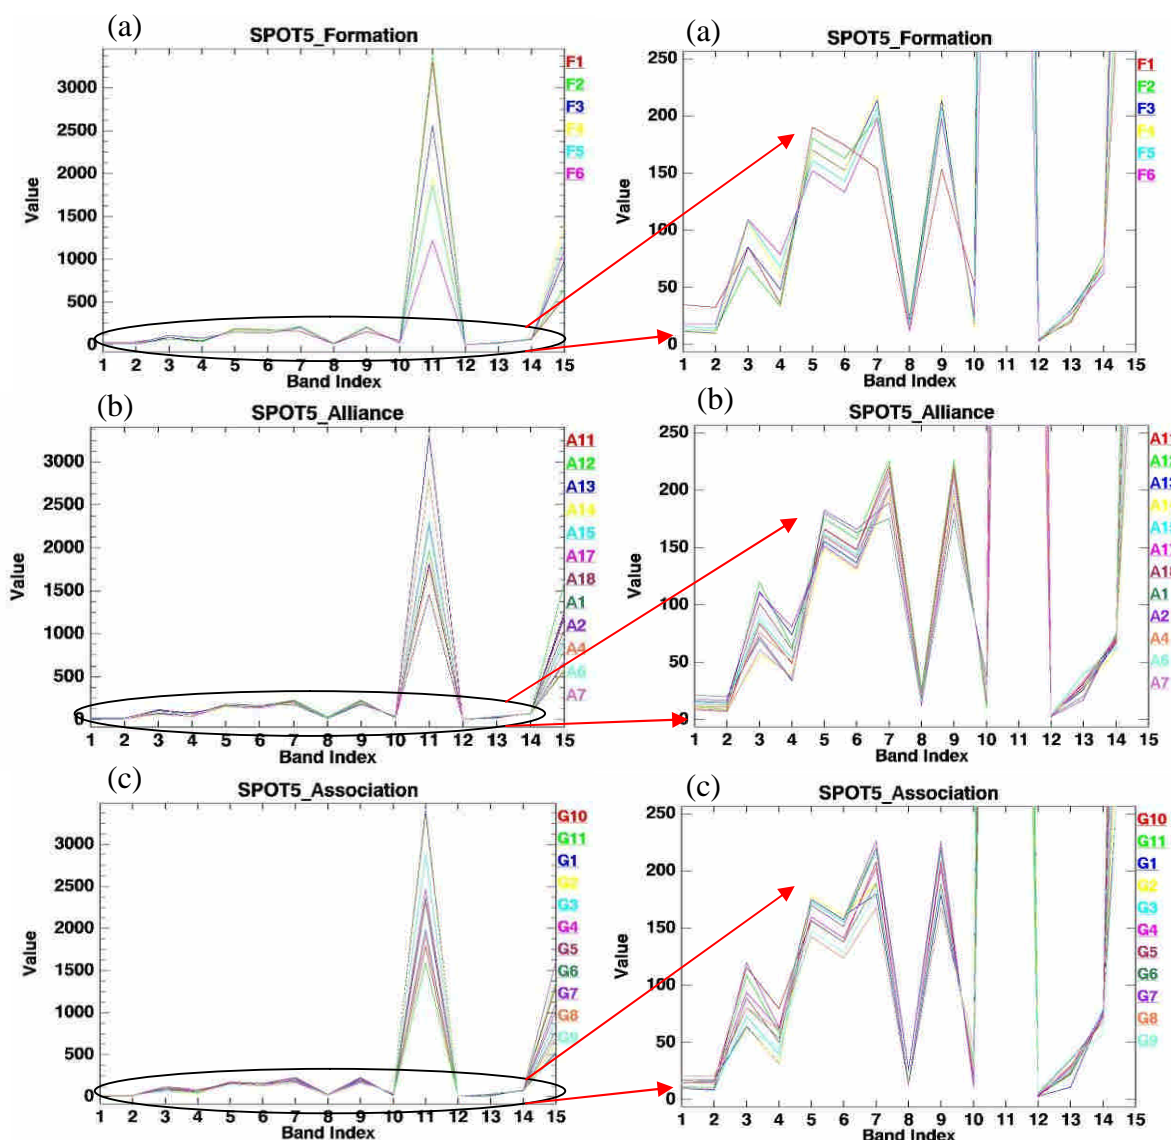 (a)
SPOT5_Formation
3000
2500
2000
1500
1000
500
0
Value
1 2 3 4 5 6 7 8 9 10 11 12 13 14 15
Band Index
F1
F2
F3
F4
F5
F6
(a)
SPOT5_Formation
250
200
150
100
50
0
Value
1 2 3 4 5 6 7 8 9 10 11 12 13 14 15
Band Index
F1
F2
F3
F4
F5
F6
(b)
SPOT5_Alliance
3000
2500
2000
1500
1000
500
0
Value
1 2 3 4 5 6 7 8 9 10 11 12 13 14 15
Band Index
A11
A12
A13
A14
A15
A17
A18
A1
A2
A4
A6
A7
(b)
SPOT5_Alliance
250
200
150
100
50
0
Value
1 2 3 4 5 6 7 8 9 10 11 12 13 14 15
Band Index
A17
A18
A1
A2
A4
A6
A7
(c)
SPOT5_Association
3000
2500
2000
1500
1000
500
0
Value
1 2 3 4 5 6 7 8 9 10 11 12 13 14 15
Band Index
G10
G11
G1
G2
G3
G4
G5
G6
G7
G8
G9
(c)
SPOT5_Association
250
200
150
100
50
0
Value
1 2 3 4 5 6 7 8 9 10 11 12 13 14 15
Band Index
G10
G11
G1
G2
G3
G4
G5
G6
G7
G8
G9